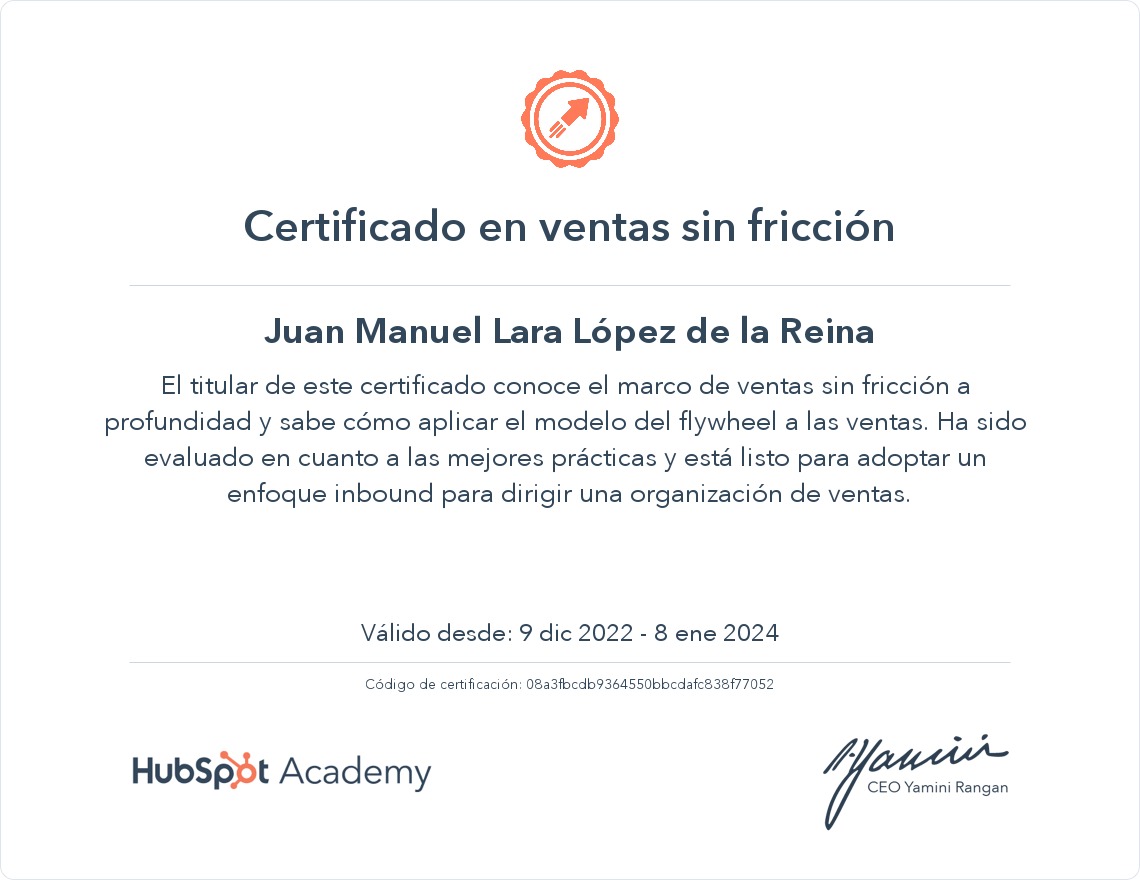 Certificado en ventas sin fricción
Juan Manuel Lara López de la Reina
El titular de este certificado conoce el marco de ventas sin fricción a
profundidad y sabe cómo aplicar el modelo del flywheel a las ventas. Ha sido
evaluado en cuanto a las mejores prácticas y está listo para adoptar un
enfoque inbound para dirigir una organización de ventas.
Válido desde: 9 dic 2022 - 8 ene 2024
Código de certificación: 08a3fbcdb9364550bbcdafc838f77052
HubSpot Academy
CEO Yamini Rangan